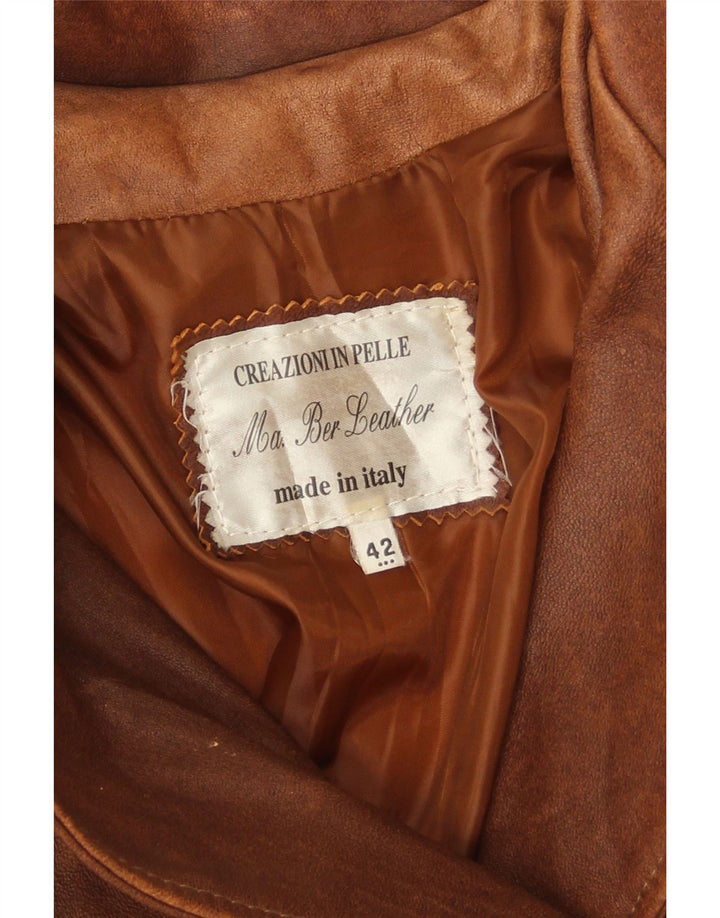 CREAZIONI IN PELLE
Ma. Ber Leather
made in italy
42